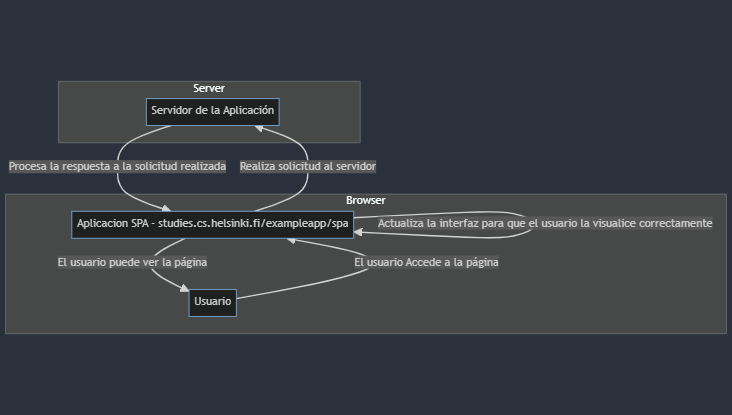 Server
Servidor de la Aplicación
Procesa la respuesta a la solicitud realizada
Realiza solicitud al servidor
Browser
Aplicacion SPA - studies.cs.helsinki.fi/exampleapp/spa
Actualiza la interfaz para que el usuario la visualice correctamente
El usuario puede ver la página
El usuario Accede a la página
Usuario